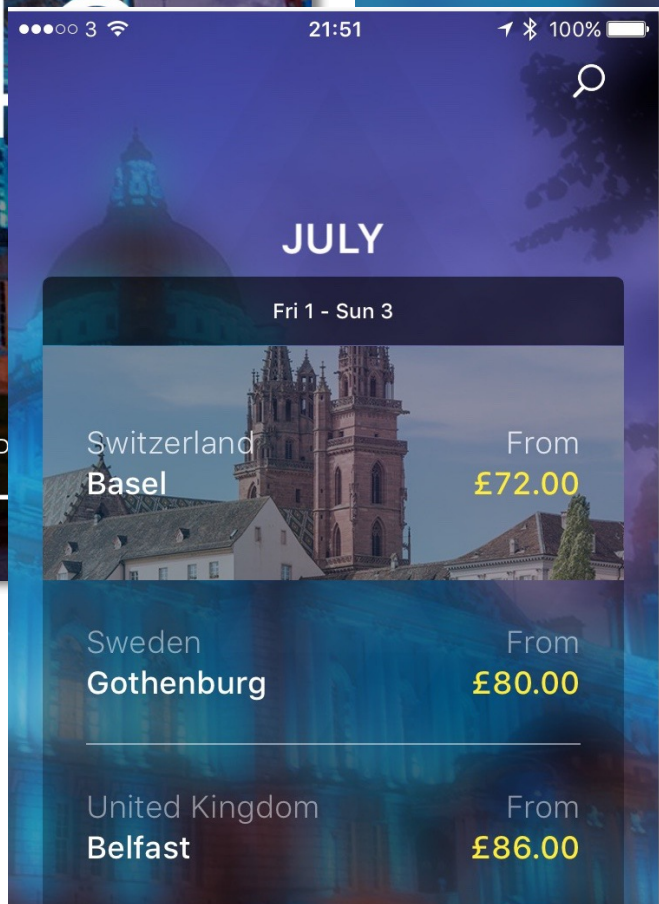 3 21:51 100%
JULY
Fri 1 - Sun 3
Switzerland From
Basel £72.00
Sweden From
Gothenburg £80.00
United Kingdom From
Belfast £86.00